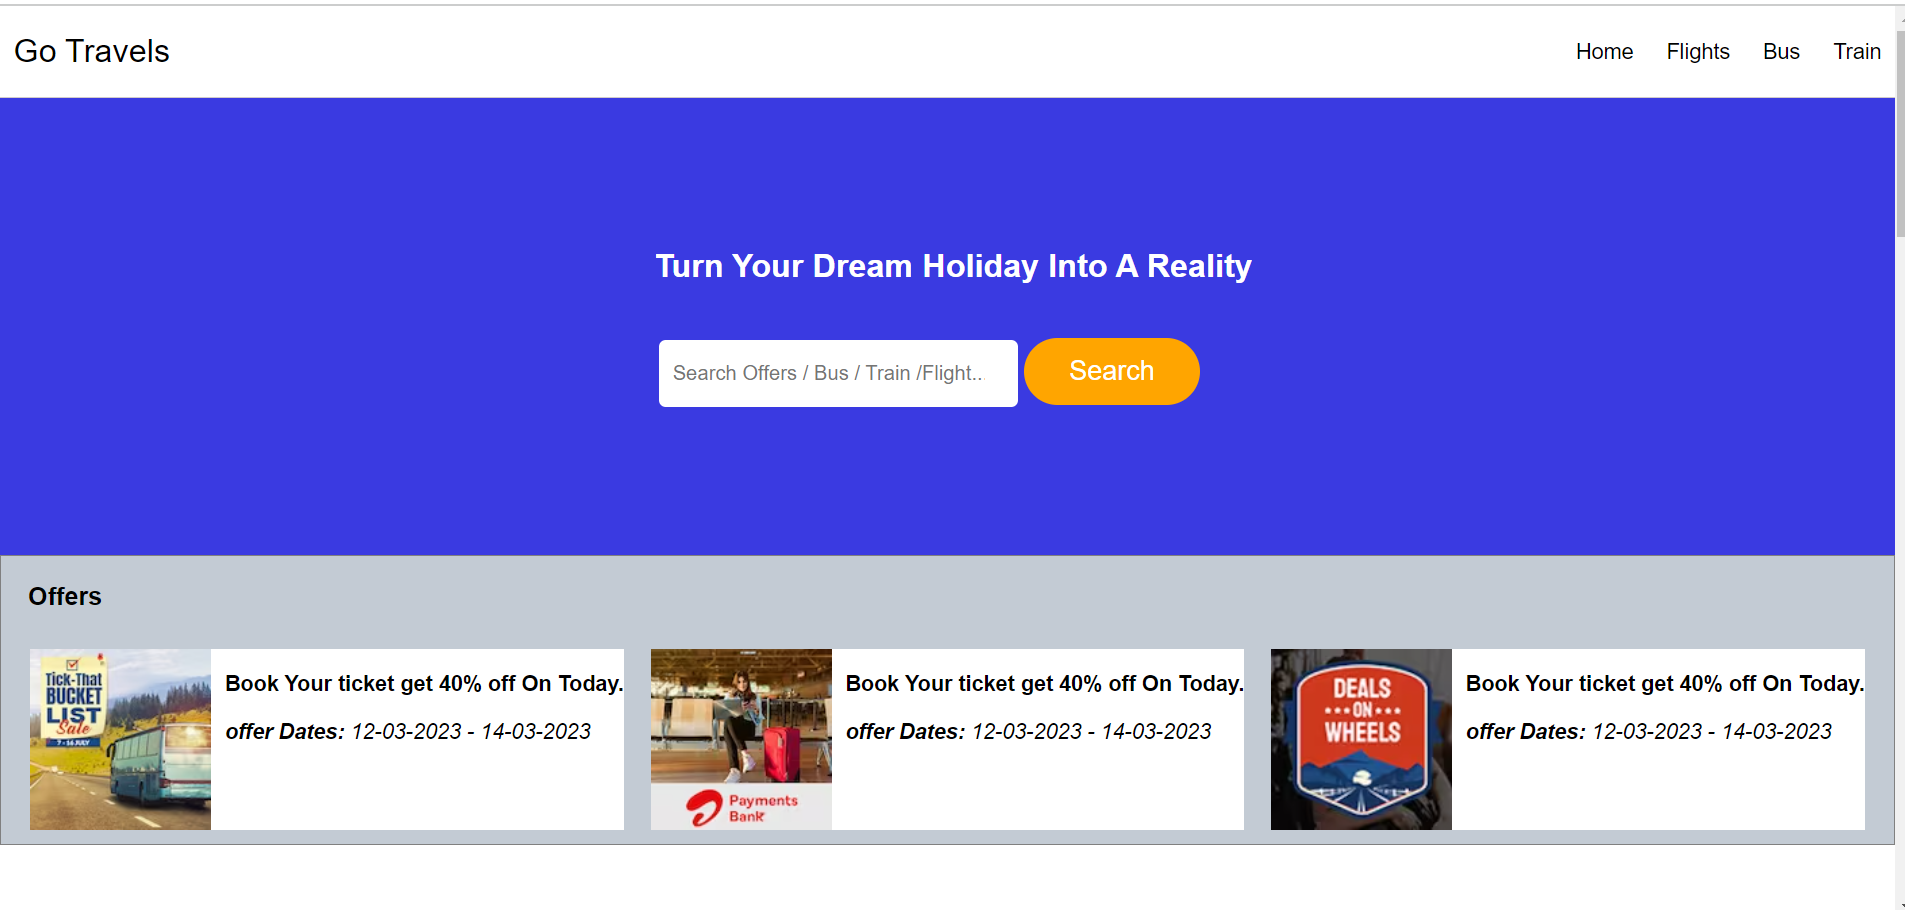 Go Travels
Home Flights Bus Train
Turn Your Dream Holiday Into A Reality
Search Offers / Bus / Train /Flight..
Search
Offers
Tick-That
BUCKET
LIST
Sale
7 - 16 JULY
Book Your ticket get 40% off On Today.
offer Dates: 12-03-2023 - 14-03-2023
Payments
Bank
Book Your ticket get 40% off On Today.
offer Dates: 12-03-2023 - 14-03-2023
DEALS
ON
WHEELS
Book Your ticket get 40% off On Today.
offer Dates: 12-03-2023 - 14-03-2023